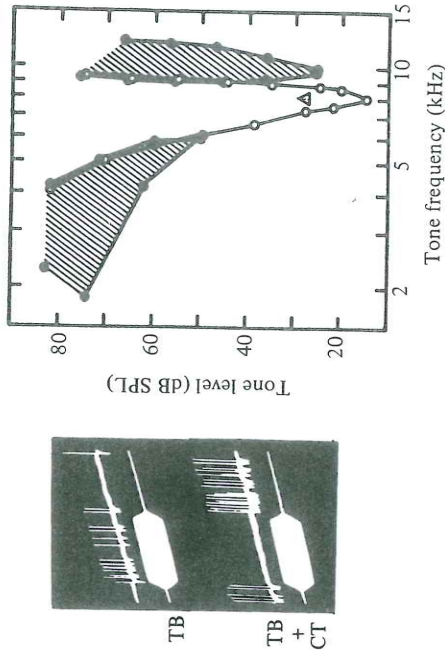 TB
TB
+
CT
Tone level (dB SPL)
80
60
40
20
2
5
10
15
Tone frequency (kHz)